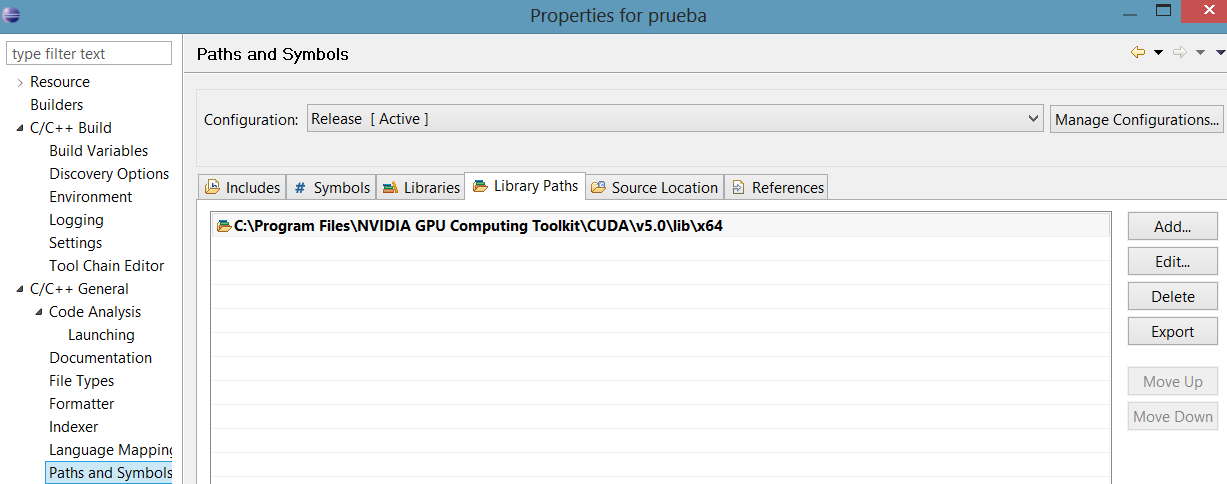 Properties for prueba
type filter text
Resource
Builders
C/C++ Build
Build Variables
Discovery Options
Environment
Logging
Settings
Tool Chain Editor
C/C++ General
Code Analysis
Launching
Documentation
File Types
Formatter
Indexer
Language Mapping
Paths and Symbols
Paths and Symbols
Configuration: Release [ Active ] Manage Configurations...
Includes # Symbols Libraries Library Paths Source Location References
C:\Program Files\NVIDIA GPU Computing Toolkit\CUDA\v5.0\lib\x64
Add...
Edit...
Delete
Export
Move Up
Move Down